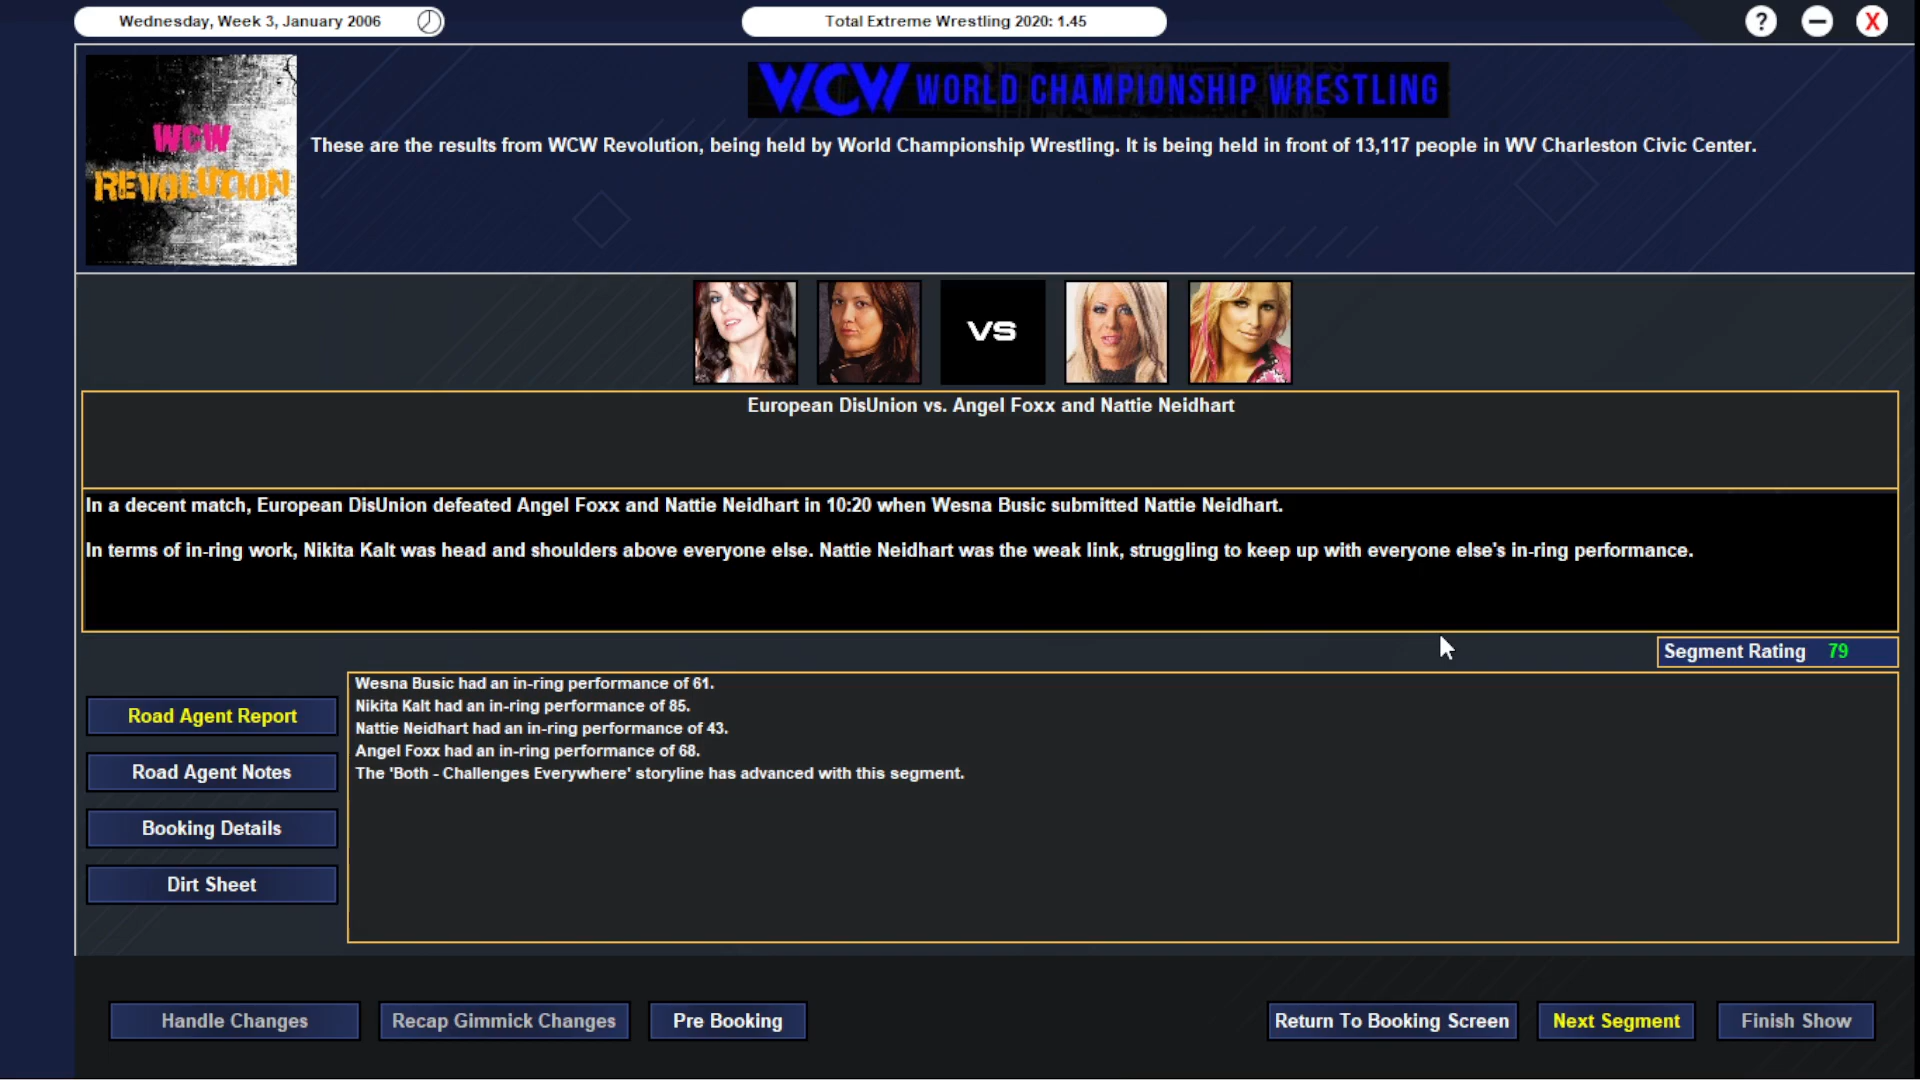 Wednesday, Week 3, January 2006
Total Extreme Wrestling 2020: 1.45
?
X
WCW WORLD CHAMPIONSHIP WRESTLING
WCW
REVOLUTION
These are the results from WCW Revolution, being held by World Championship Wrestling. It is being held in front of 13,117 people in WV Charleston Civic Center.
VS
European DisUnion vs. Angel Foxx and Nattie Neidhart
In a decent match, European DisUnion defeated Angel Foxx and Nattie Neidhart in 10:20 when Wesna Busic submitted Nattie Neidhart.
In terms of in-ring work, Nikita Kalt was head and shoulders above everyone else. Nattie Neidhart was the weak link, struggling to keep up with everyone else's in-ring performance.
Segment Rating 79
Road Agent Report
Road Agent Notes
Booking Details
Dirt Sheet
Wesna Busic had an in-ring performance of 61.
Nikita Kalt had an in-ring performance of 85.
Nattie Neidhart had an in-ring performance of 43.
Angel Foxx had an in-ring performance of 68.
The 'Both - Challenges Everywhere' storyline has advanced with this segment.
Handle Changes
Recap Gimmick Changes
Pre Booking
Return To Booking Screen
Next Segment
Finish Show